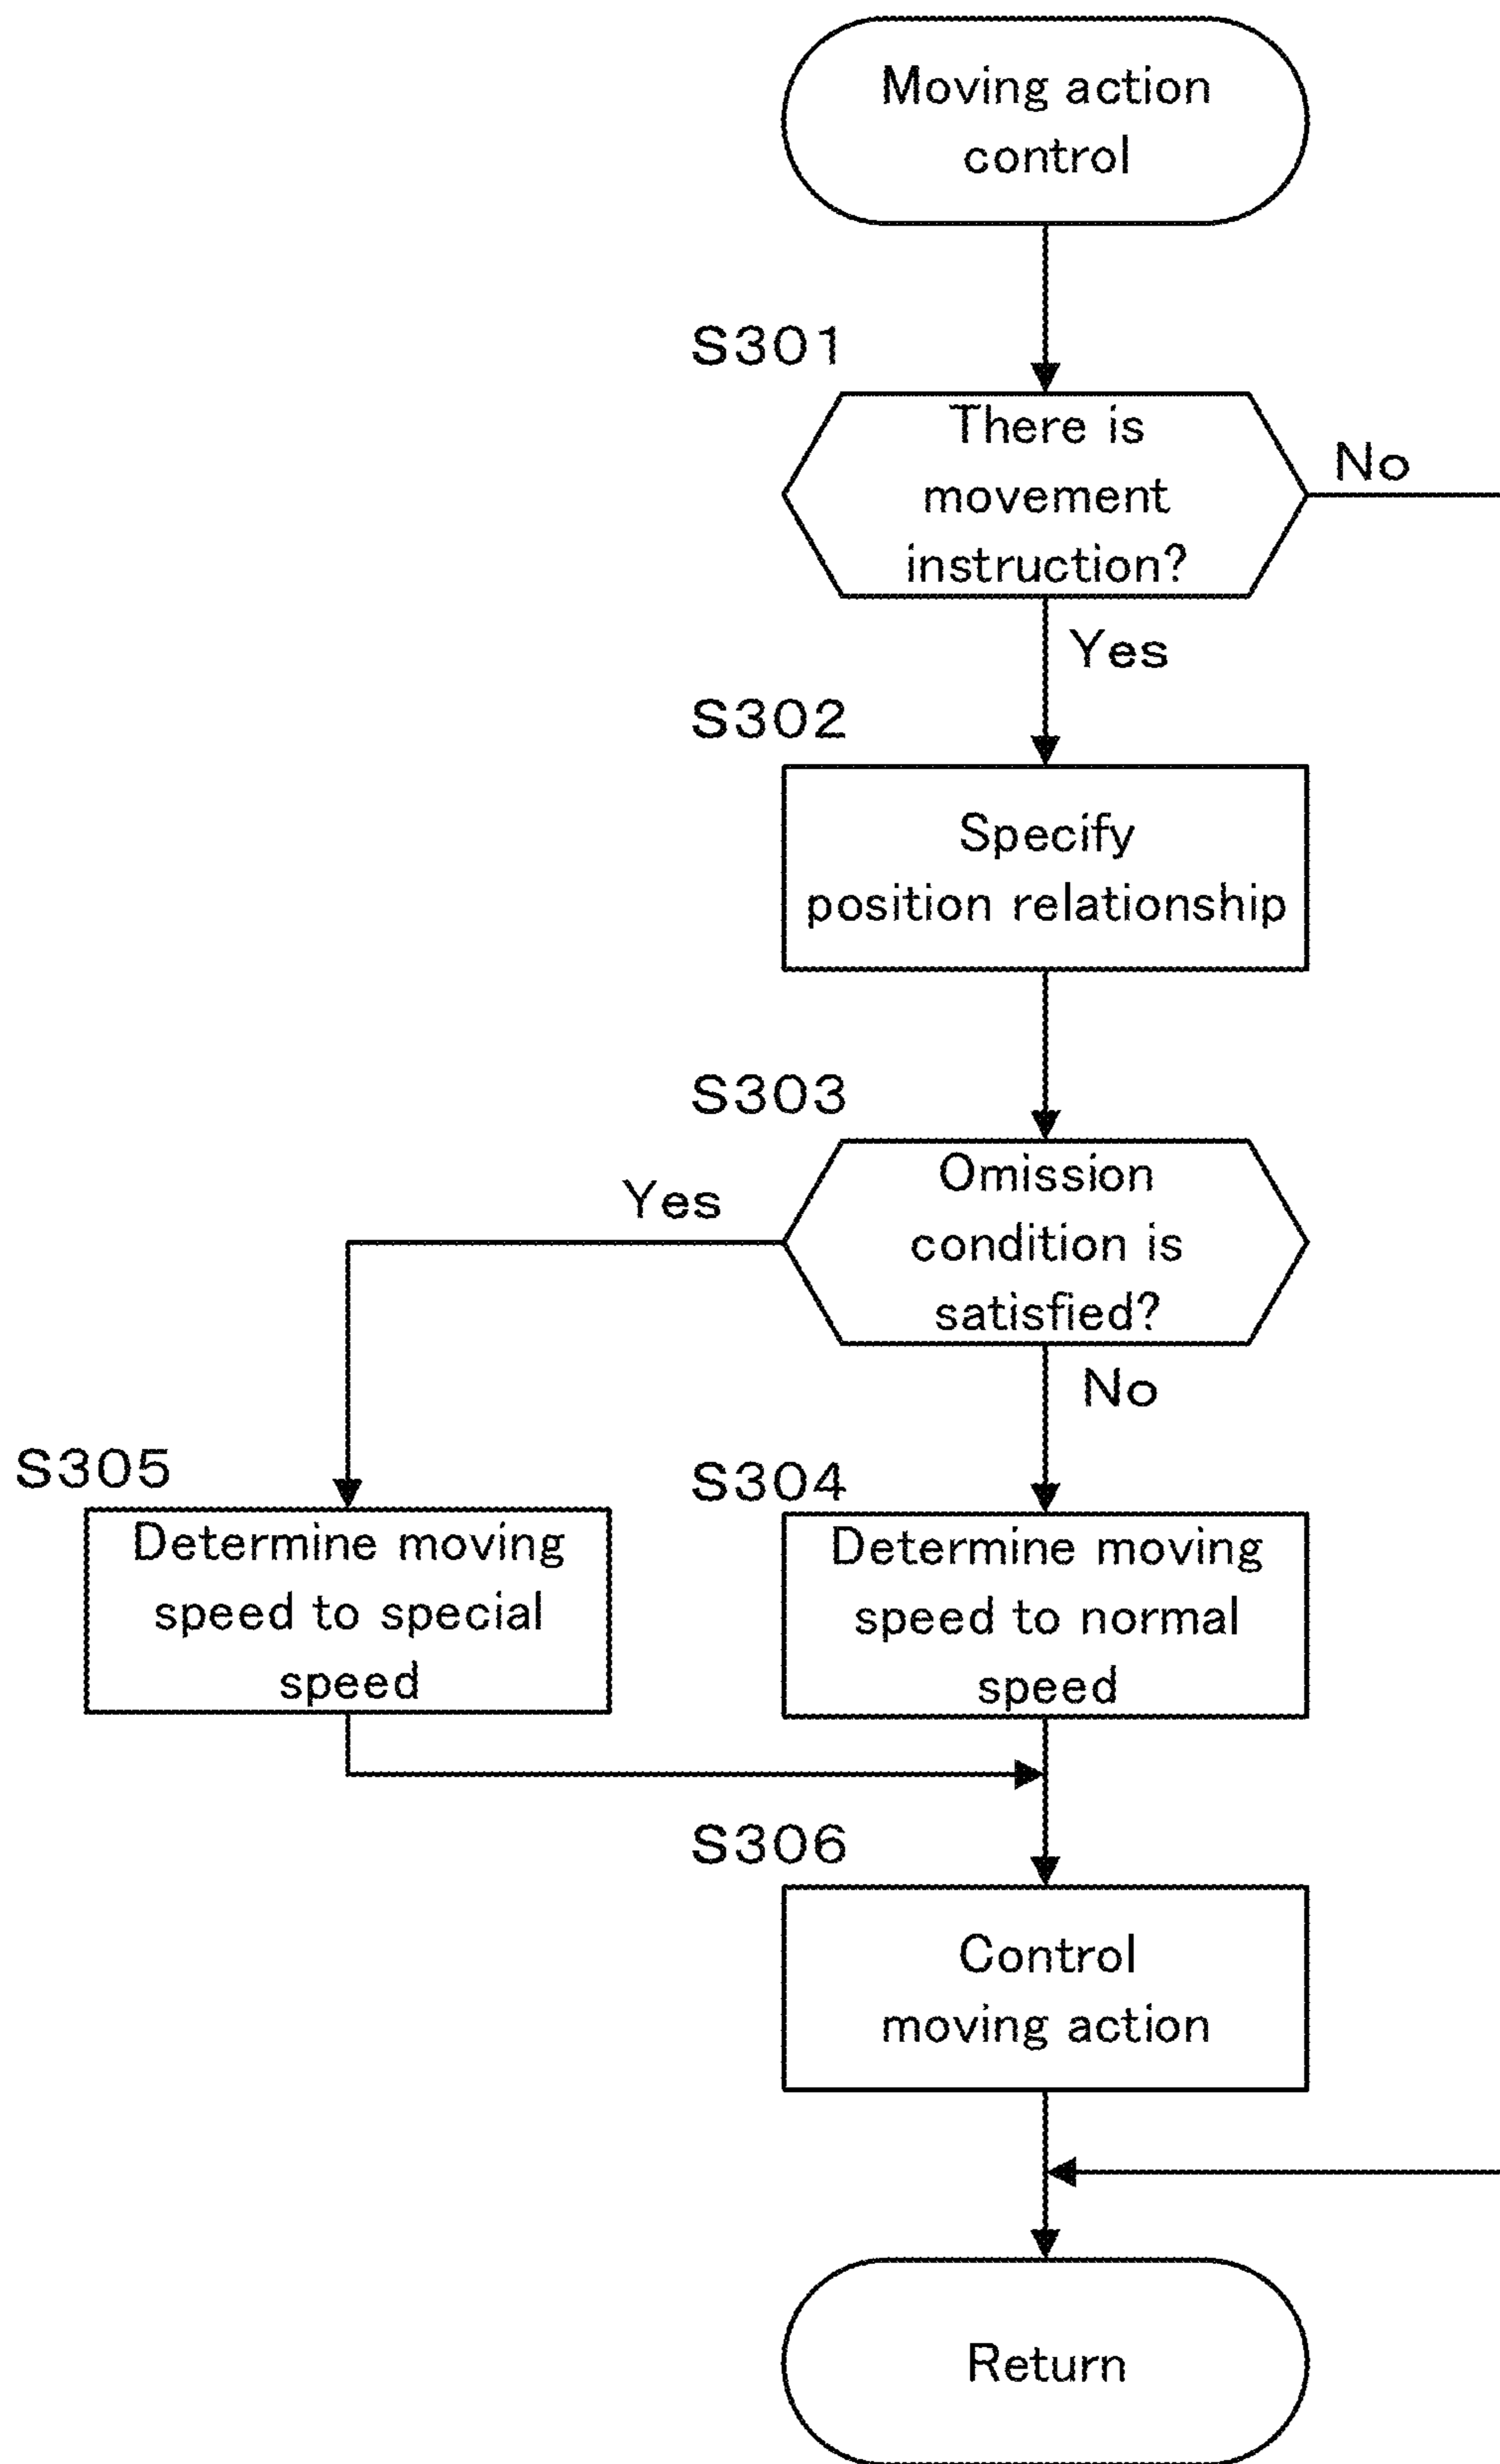 Moving action
control
S301
There is
movement
instruction?
No
Yes
S302
Specify
position relationship
S303
Omission
condition is
satisfied?
Yes
No
S305
Determine moving
speed to special
speed
S304
Determine moving
speed to normal
speed
S306
Control
moving action
Return